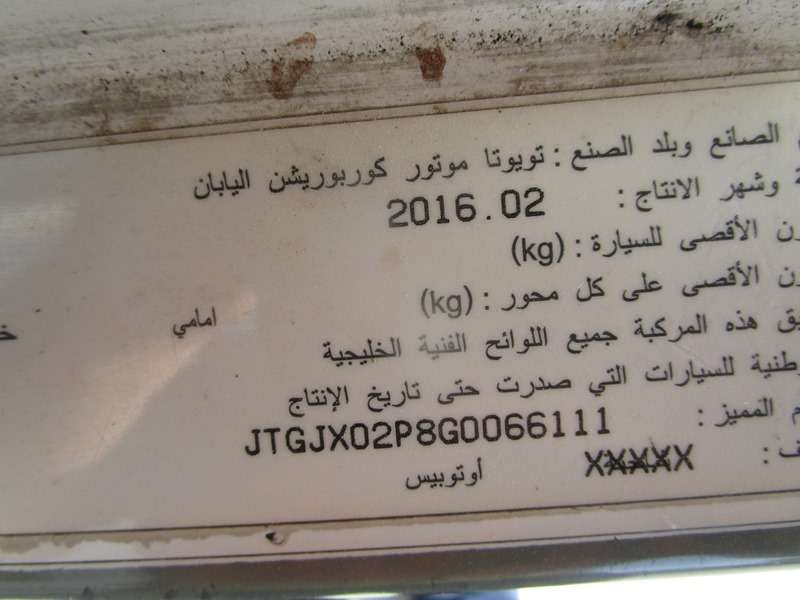 الصانع وبلد الصنع : تويوتا موتور كوربوريشن اليابان
وشهر الانتاج : 2016.02
الأقصى للسيارة : (kg)
الأقصى على كل محور : (kg)
امامي
هذه المركبة جميع اللوائح الفنية الخليجية
للسيارات التي صدرت حتى تاريخ الإنتاج
المميز : JTGJX02P8G0066111
XXXXX أوتوبيس